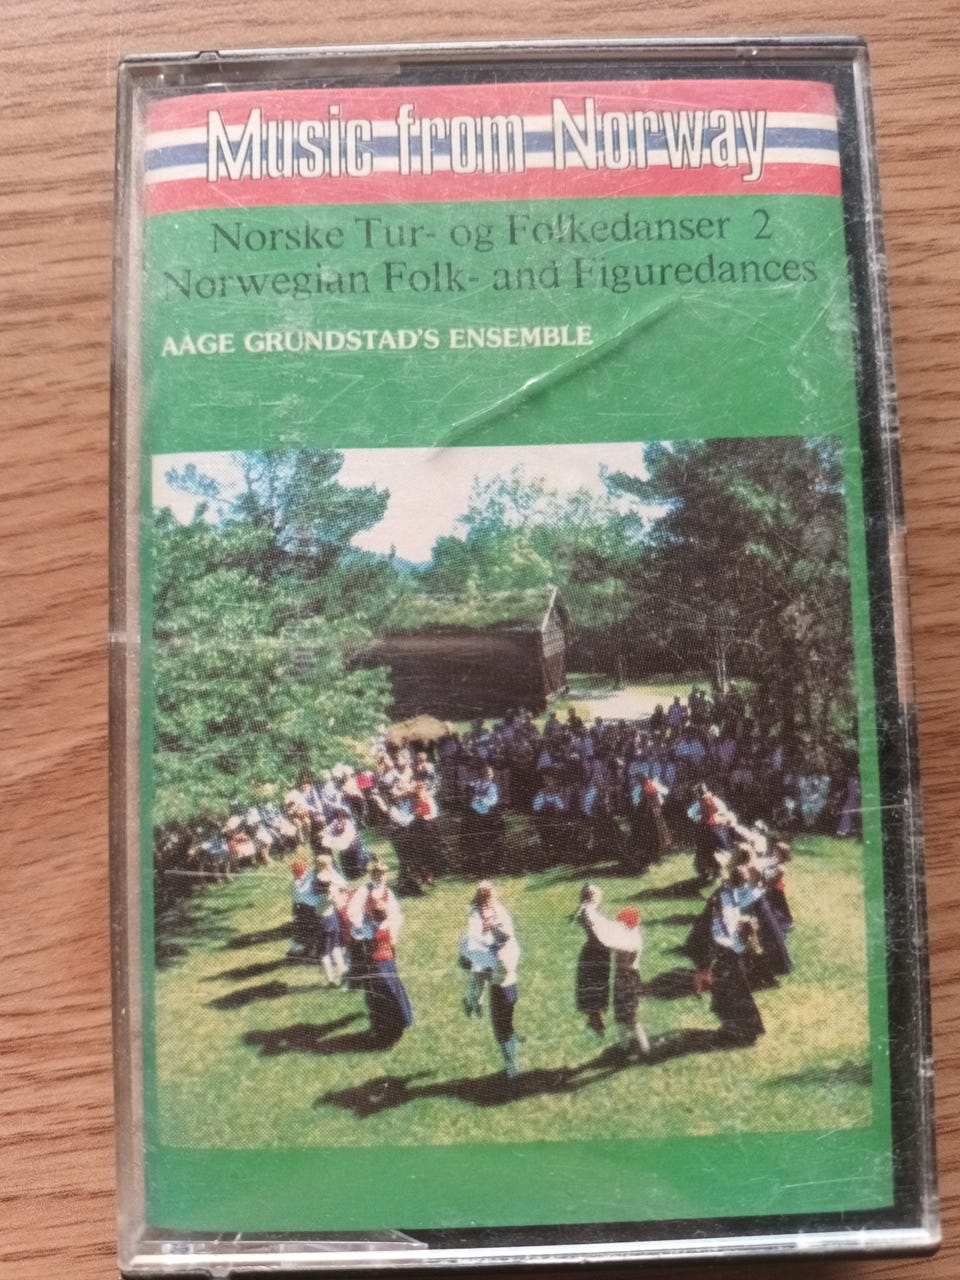 Music from Norway
Norske Tur- og Folkedanser 2
Norwegian Folk- and Figuredances
AAGE GRUNDSTAD'S ENSEMBLE